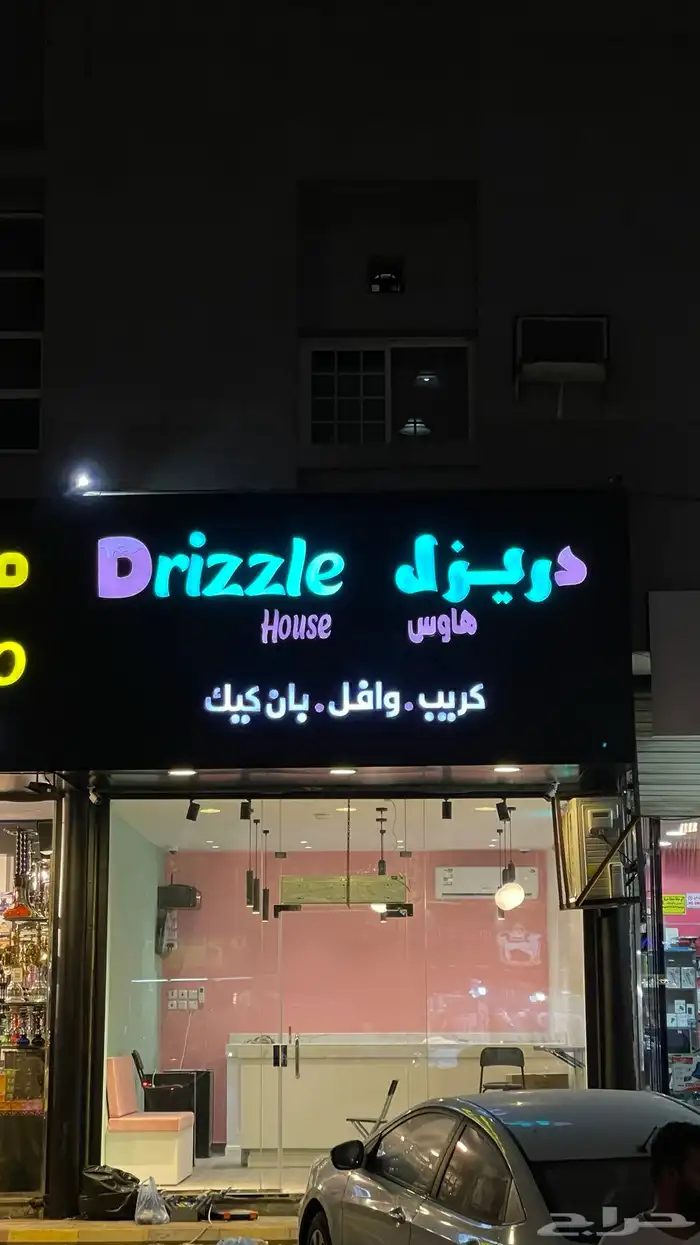 Drizzle دريزل
House هاوس
كريب. وافل. بان كيك
حراج